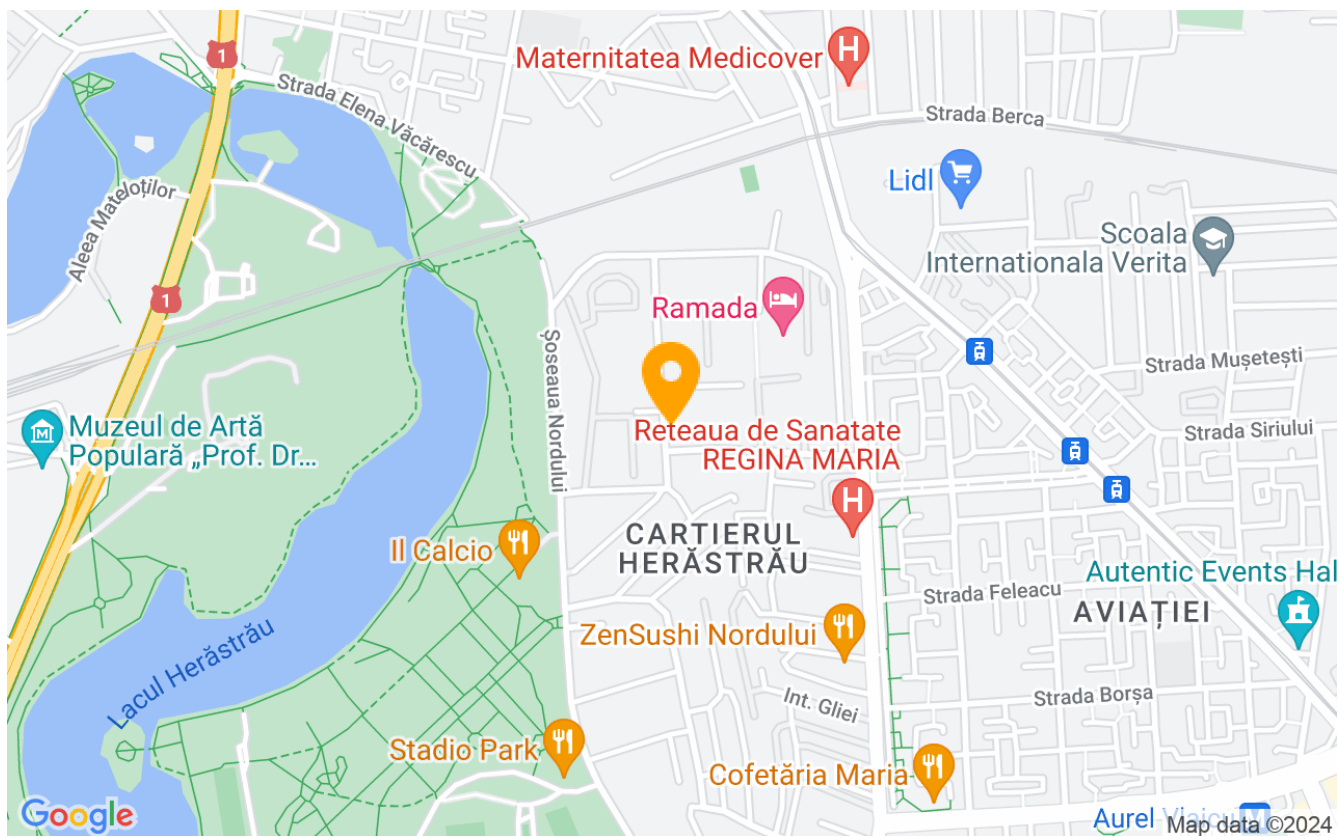 1
Maternitatea Medicover
H
Strada Elena Văcărescu
Strada Berca
Lidl
Aleea Mateloților
Scoala
Internationala Verita
1
Ramada
Șoseaua Nordului
Strada Mușetești
Muzeul de Artă
Populară „Prof. Dr...
M
Reteaua de Sanatate
REGINA MARIA
H
Strada Siriului
CARTIERUL
HERĂSTRĂU
Il Calcio
Autentic Events Hal
Strada Feleacu
AVIAȚIEI
ZenSushi Nordului
Lacul Herăstrău
Int. Gliei
Strada Borșa
Stadio Park
Cofetăria Maria
Google
Aurel Vlaicu
M
Map data ©2024